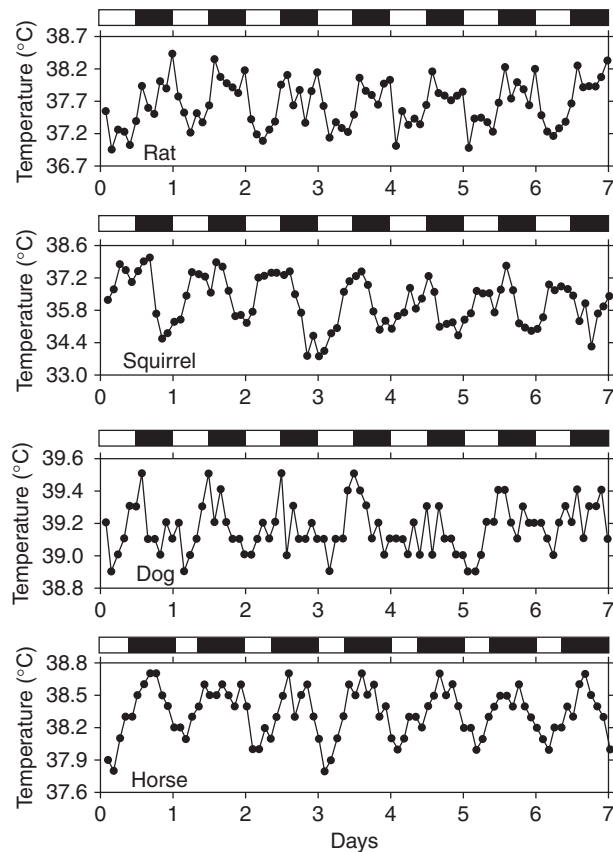 Temperature (°C)
38.7
38.2
37.7
37.2
36.7
Rat
0 1 2 3 4 5 6 7
Temperature (°C)
38.6
37.2
35.8
34.4
33.0
Squirrel
0 1 2 3 4 5 6 7
Temperature (°C)
39.6
39.4
39.2
39.0
38.8
Dog
0 1 2 3 4 5 6 7
Temperature (°C)
38.8
38.5
38.2
37.9
37.6
Horse
0 1 2 3 4 5 6 7
Days